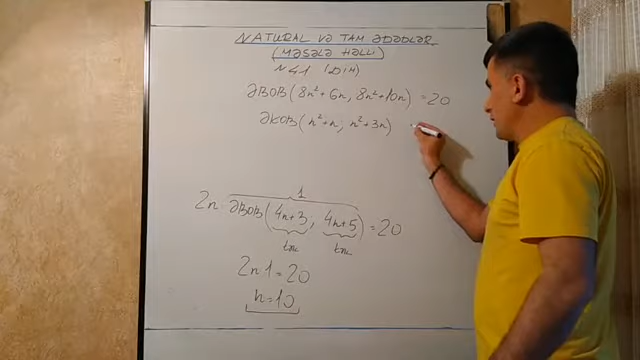 NATURAL VƏ TAM ƏDƏDLƏR
(MƏSƏLƏ HƏLLİ)
N41 (DİM)
ƏBOB(8n²+6n, 8n²+10n) = 20
ƏKOB(n²+n; n²+3n)
1
2n · ƏBOB(4n+3; 4n+5) = 20
tək tək
2n·1 = 20
n=10